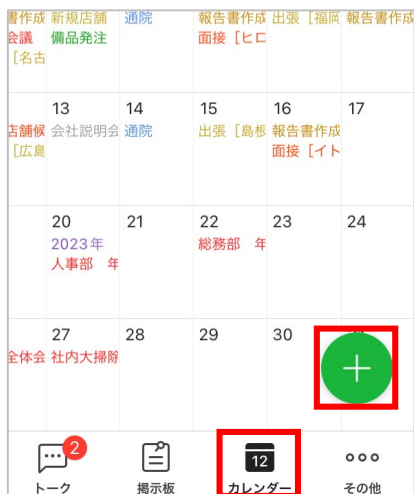 書作成 新規店舗 通院 報告書作成 出張［福岡 報告書作成
会議 備品発注 面接［ヒロ
［名古
13 14 15 16 17
店舗候 会社説明会 通院 出張［島根 報告書作成
［広島 面接［イト
20 21 22 23 24
2023年 総務部 年
人事部 年
27 28 29 30
全体会 社内大掃除
2 12
トーク 掲示板 カレンダー その他